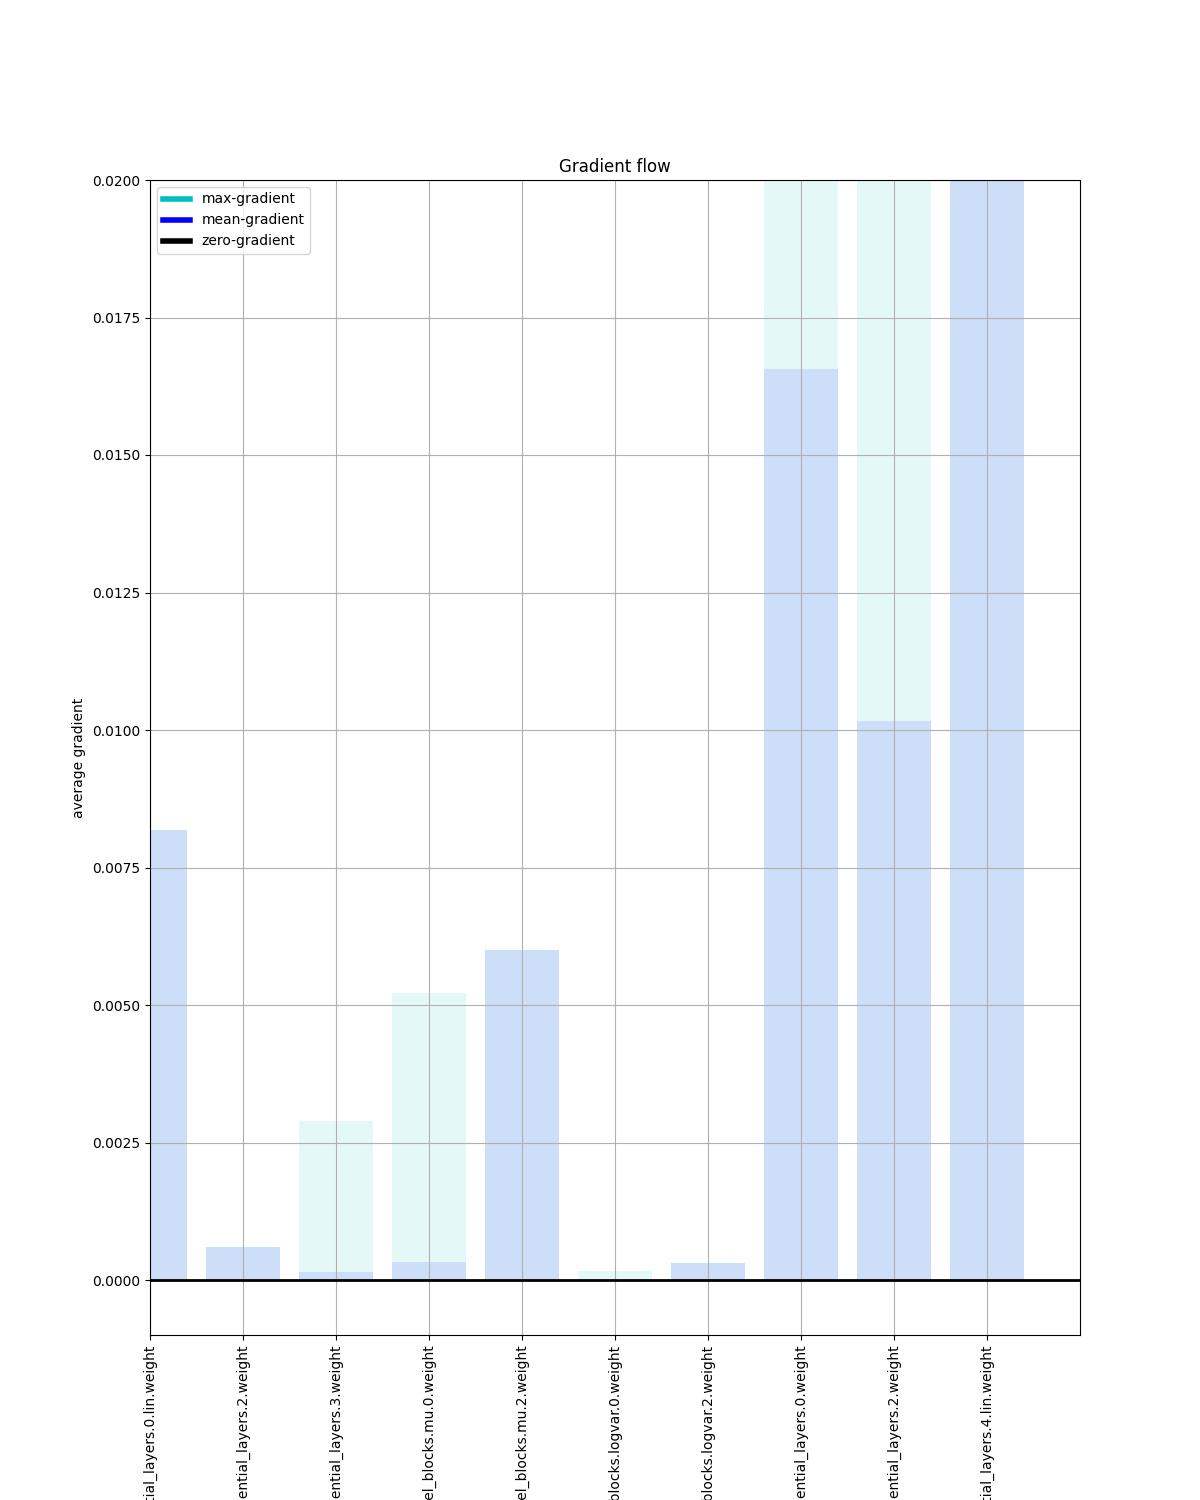 Gradient flow
max-gradient
mean-gradient
zero-gradient
0.0200
0.0175
0.0150
0.0125
0.0100
0.0075
0.0050
0.0025
0.0000
average gradient
tial_layers.0.lin.weight
ential_layers.2.weight
ential_layers.3.weight
el_blocks.mu.0.weight
el_blocks.mu.2.weight
blocks.logvar.0.weight
blocks.logvar.2.weight
ential_layers.0.weight
ential_layers.2.weight
tial_layers.4.lin.weight